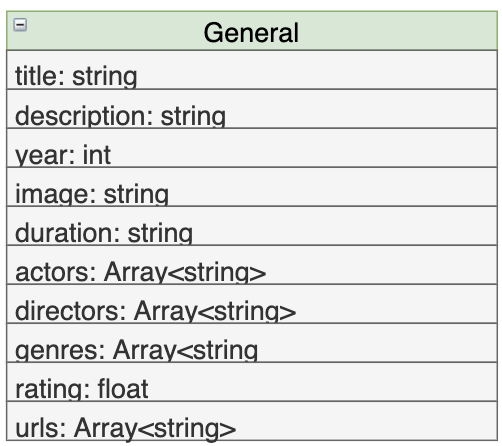 General
title: string
description: string
year: int
image: string
duration: string
actors: Array<string>
directors: Array<string>
genres: Array<string
rating: float
urls: Array<string>